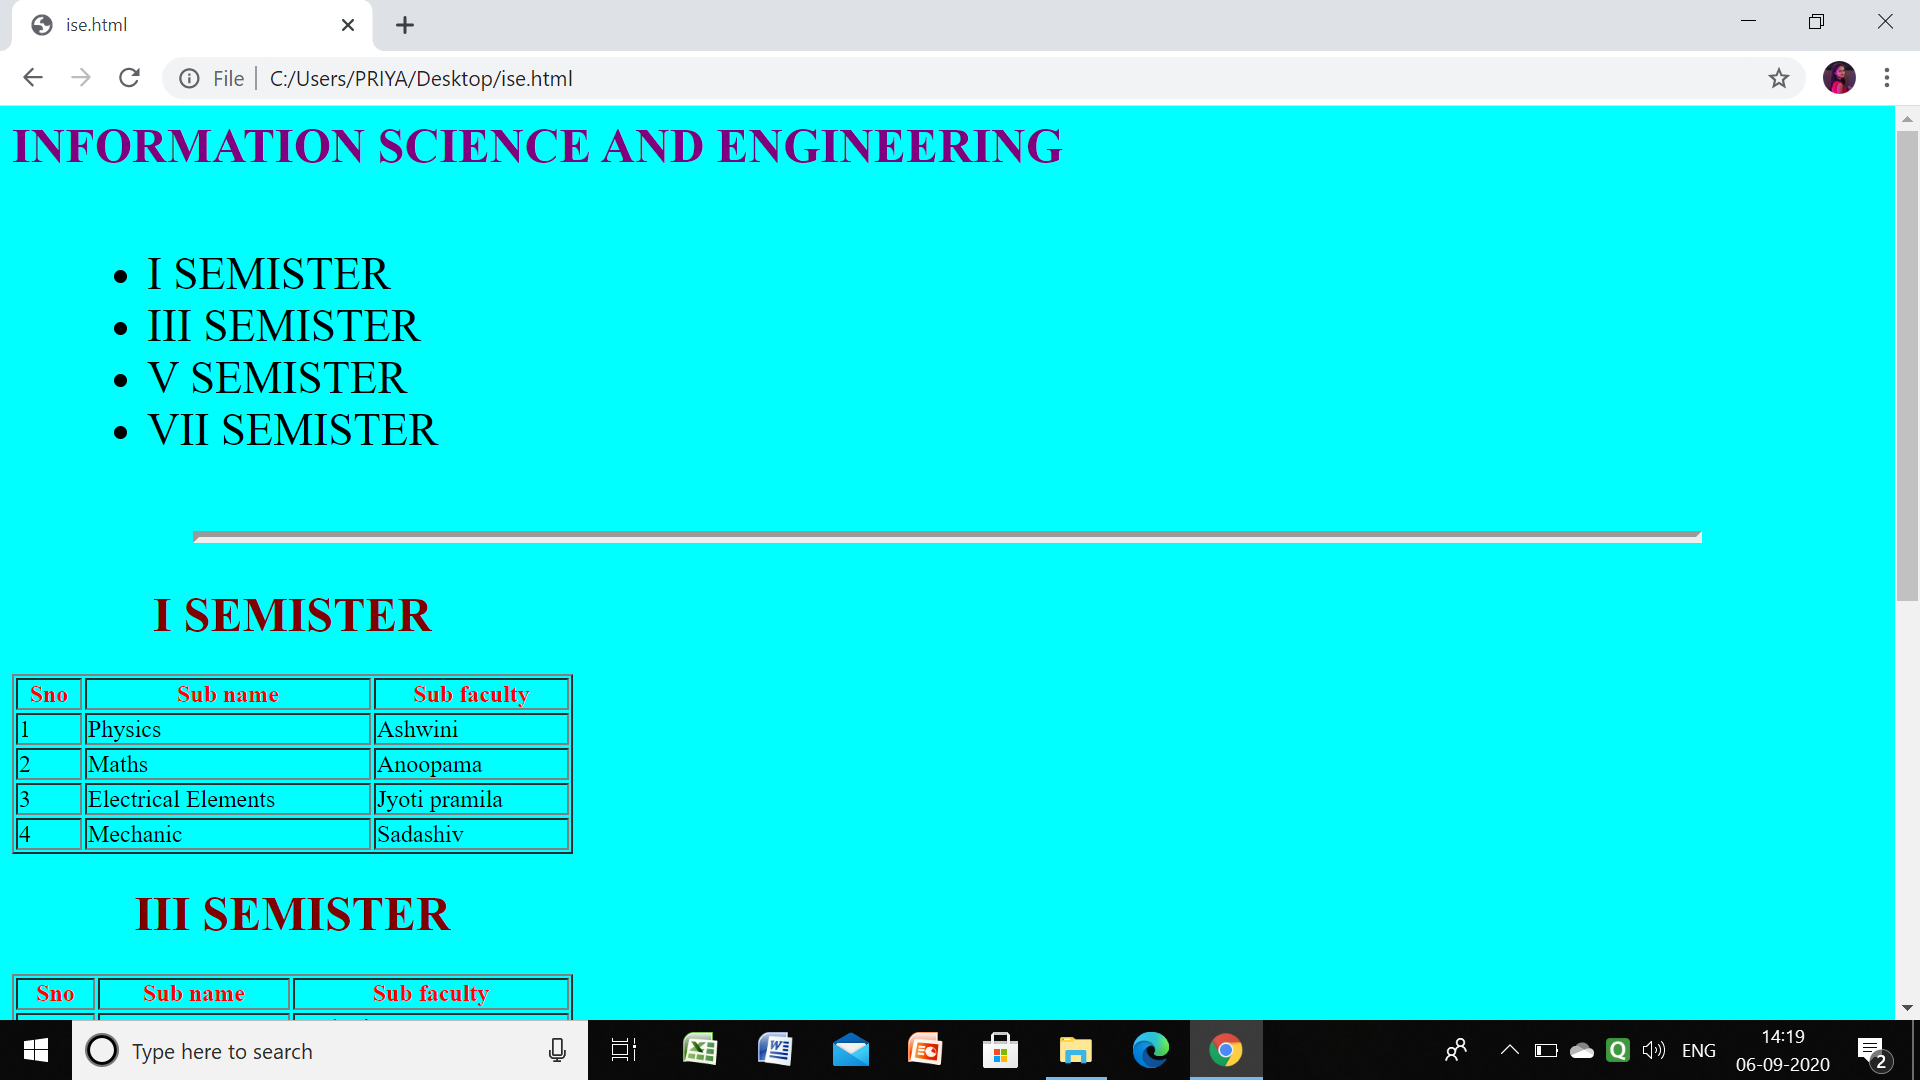 ise.html
File
C:/Users/PRIYA/Desktop/ise.html
INFORMATION SCIENCE AND ENGINEERING
• I SEMISTER
• III SEMISTER
• V SEMISTER
• VII SEMISTER
I SEMISTER
Sno Sub name Sub faculty
1 Physics Ashwini
2 Maths Anoopama
3 Electrical Elements Jyoti pramila
4 Mechanic Sadashiv
III SEMISTER
Sno Sub name Sub faculty
Type here to search
ENG
14:19
06-09-2020
2